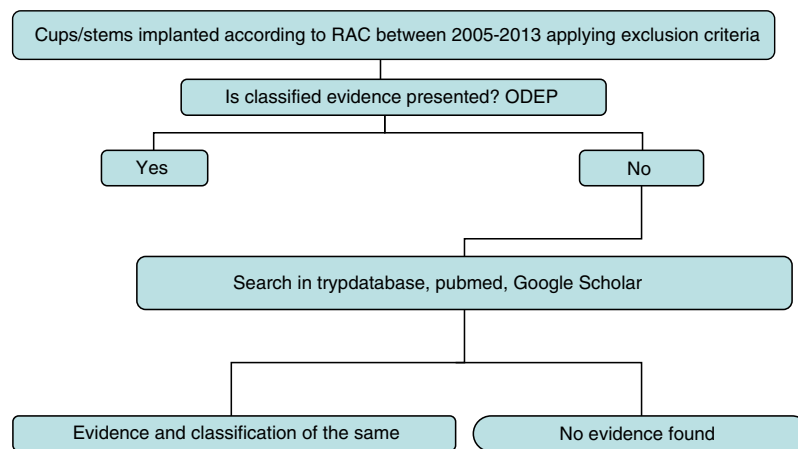 Cups/stems implanted according to RAC between 2005-2013 applying exclusion criteria
Is classified evidence presented? ODEP
Yes
No
Search in trypdatabase, pubmed, Google Scholar
Evidence and classification of the same
No evidence found